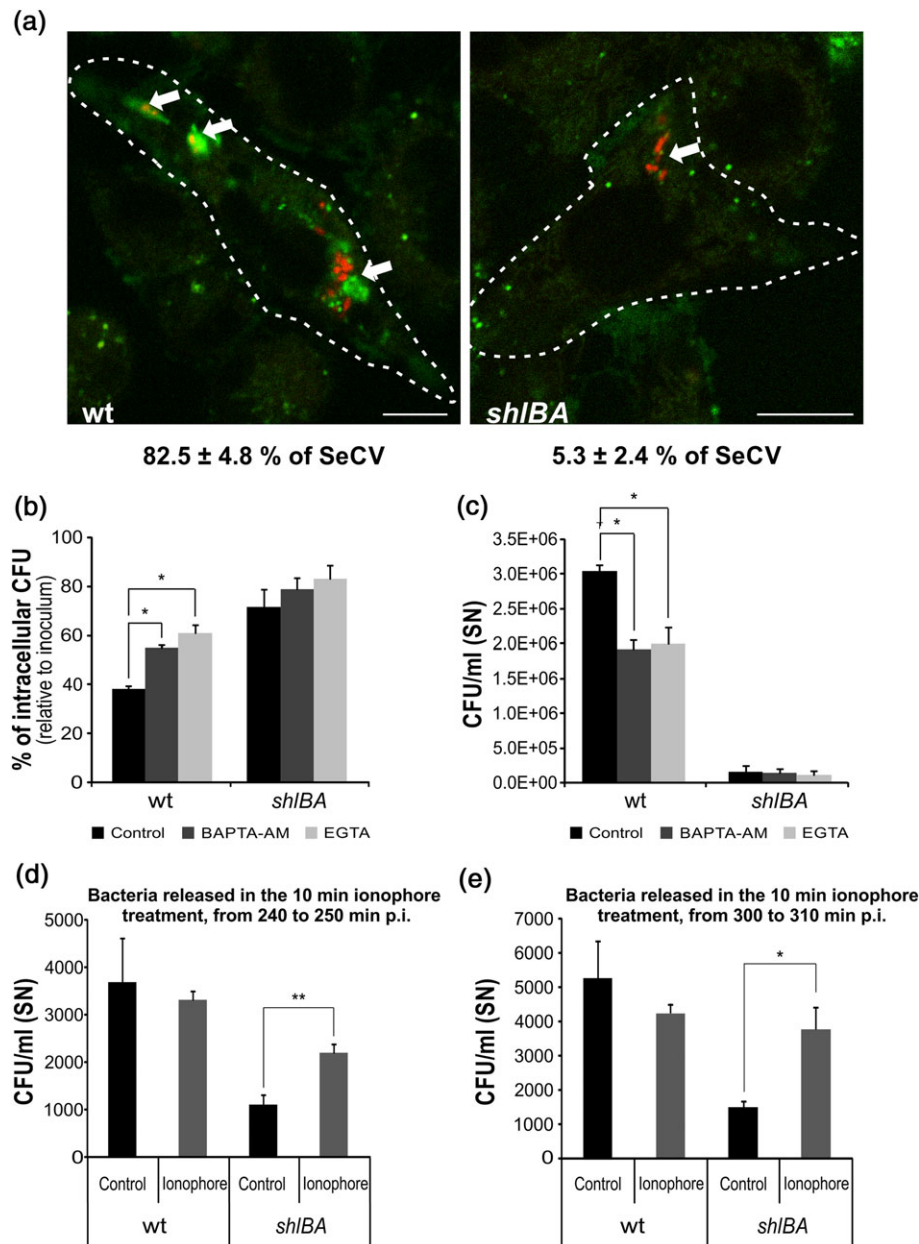 (a)
wt
shlBA
82.5 ± 4.8 % of SeCV
5.3 ± 2.4 % of SeCV
(b)
% of intracellular CFU
(relative to inoculum)
100
80
60
40
20
0
*
*
wt
shlBA
Control
BAPTA-AM
EGTA
(c)
CFU/ml (SN)
3.5E+06
3.0E+06
2.5E+06
2.0E+06
1.5E+06
1.0E+06
5.0E+05
0.0E+00
*
*
wt
shlBA
Control
BAPTA-AM
EGTA
(d)
Bacteria released in the 10 min ionophore
treatment, from 240 to 250 min p.i.
CFU/ml (SN)
5000
4000
3000
2000
1000
0
**
Control
Ionophore
Control
Ionophore
wt
shlBA
(e)
Bacteria released in the 10 min ionophore
treatment, from 300 to 310 min p.i.
CFU/ml (SN)
7000
6000
5000
4000
3000
2000
1000
0
*
Control
Ionophore
Control
Ionophore
wt
shlBA